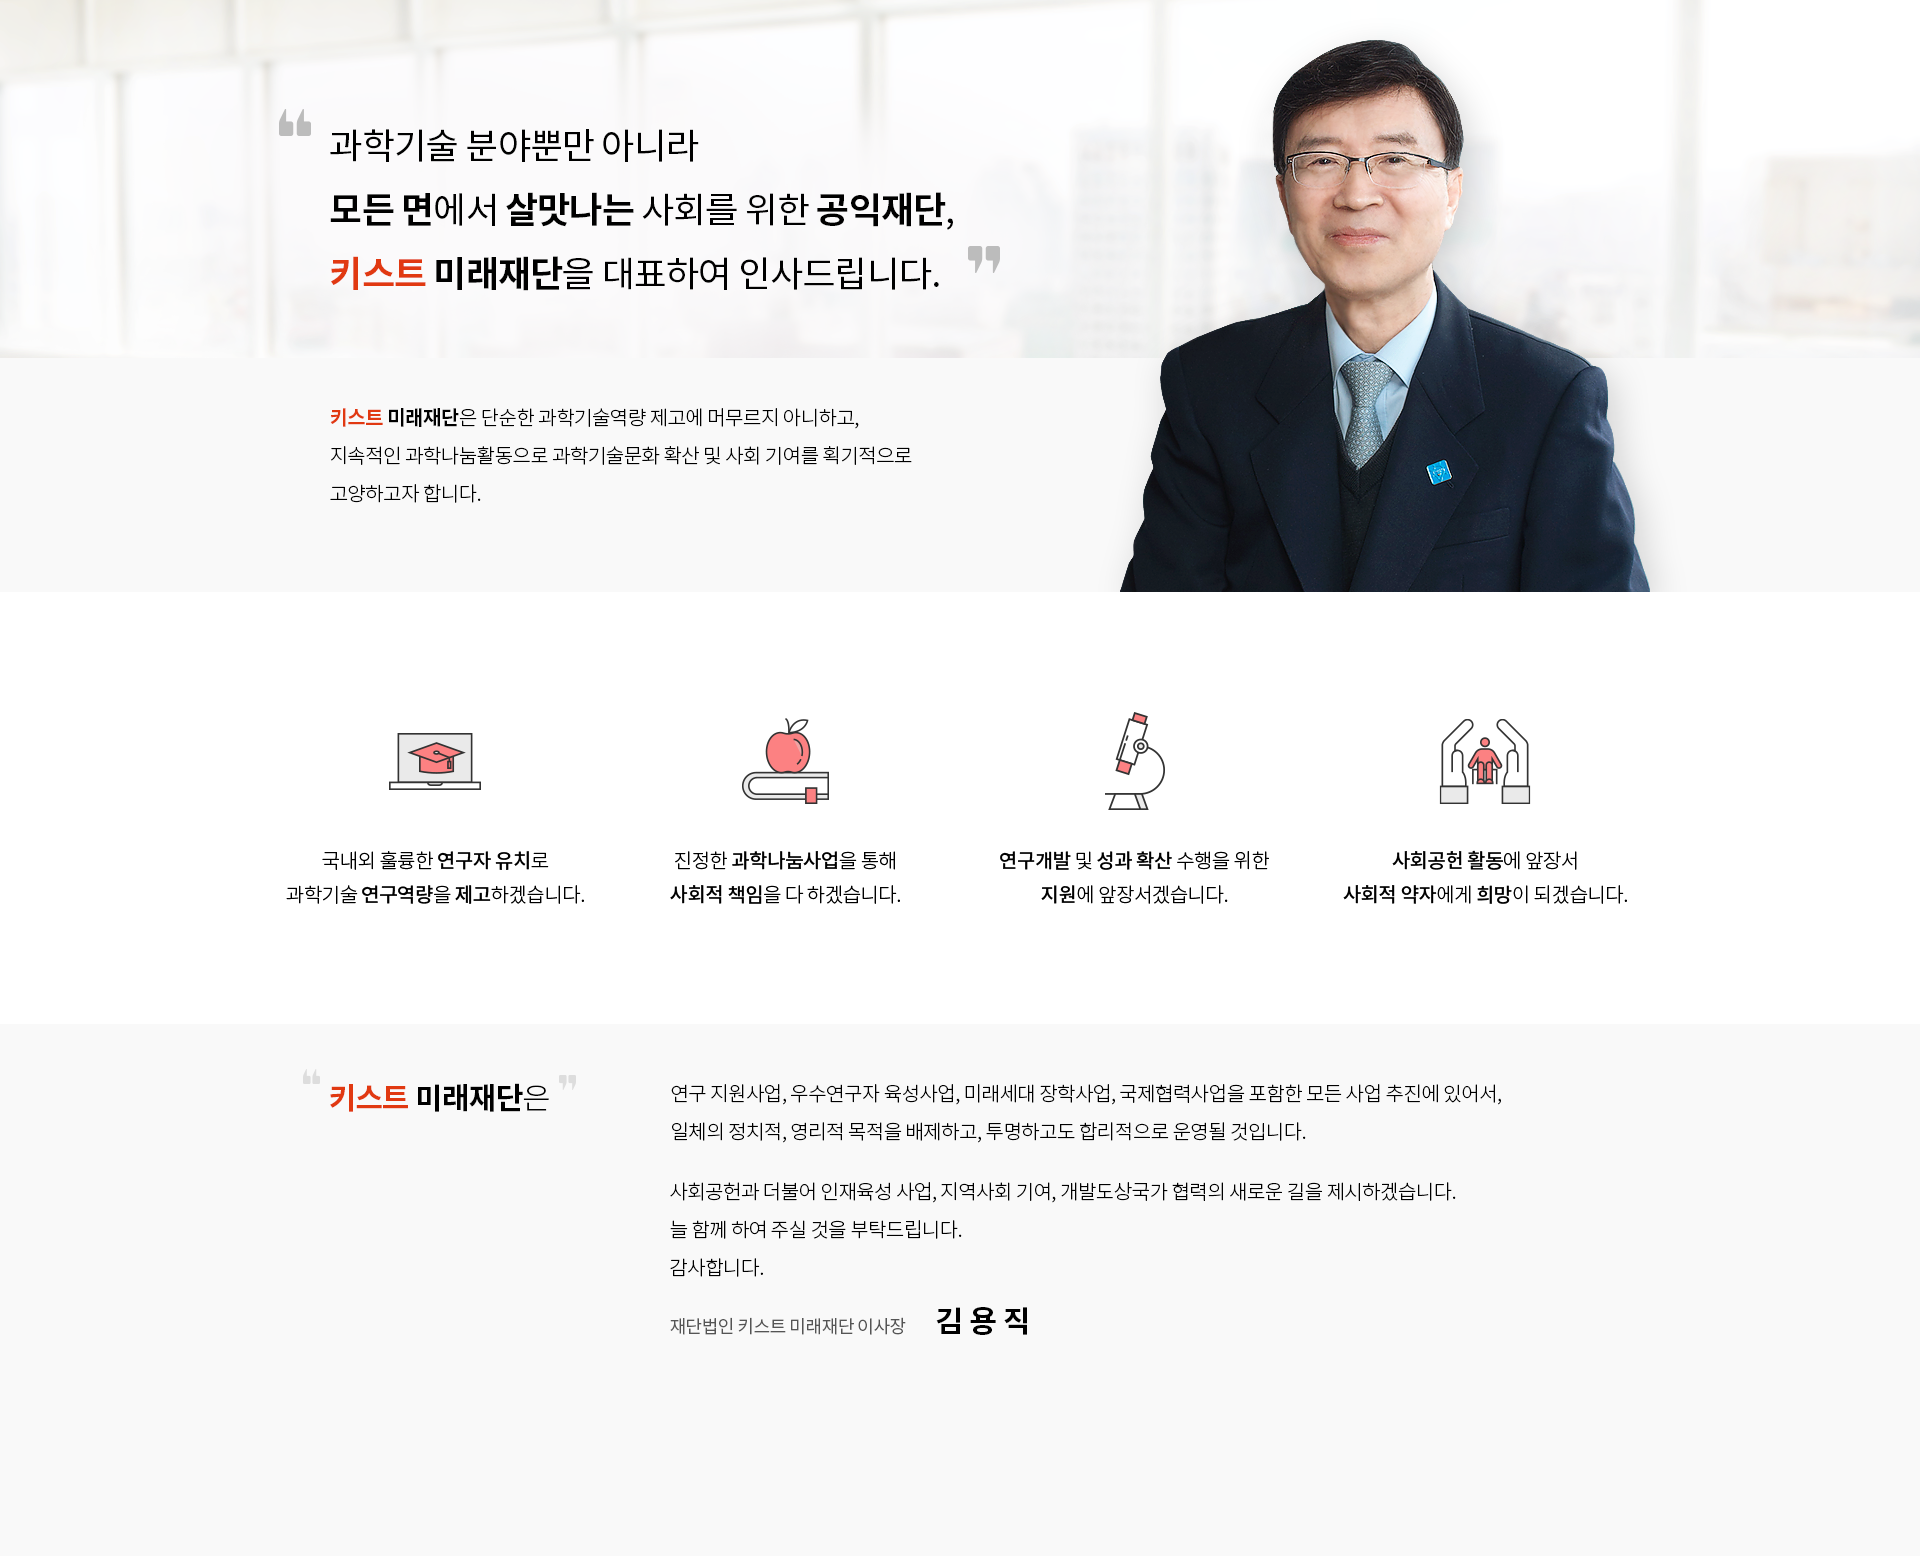 ❝ 과학기술 분야뿐만 아니라
모든 면에서 살맛나는 사회를 위한 공익재단,
키스트 미래재단을 대표하여 인사드립니다. ❞
키스트 미래재단은 단순한 과학기술역량 제고에 머무르지 아니하고,
지속적인 과학나눔활동으로 과학기술문화 확산 및 사회 기여를 획기적으로
고양하고자 합니다.
국내외 훌륭한 연구자 유치로
과학기술 연구역량을 제고하겠습니다.
진정한 과학나눔사업을 통해
사회적 책임을 다 하겠습니다.
연구개발 및 성과 확산 수행을 위한
지원에 앞장서겠습니다.
사회공헌 활동에 앞장서
사회적 약자에게 희망이 되겠습니다.
❝ 키스트 미래재단은 ❞
연구 지원사업, 우수연구자 육성사업, 미래세대 장학사업, 국제협력사업을 포함한 모든 사업 추진에 있어서,
일체의 정치적, 영리적 목적을 배제하고, 투명하고도 합리적으로 운영될 것입니다.
사회공헌과 더불어 인재육성 사업, 지역사회 기여, 개발도상국가 협력의 새로운 길을 제시하겠습니다.
늘 함께 하여 주실 것을 부탁드립니다.
감사합니다.
재단법인 키스트 미래재단 이사장 김 용 직